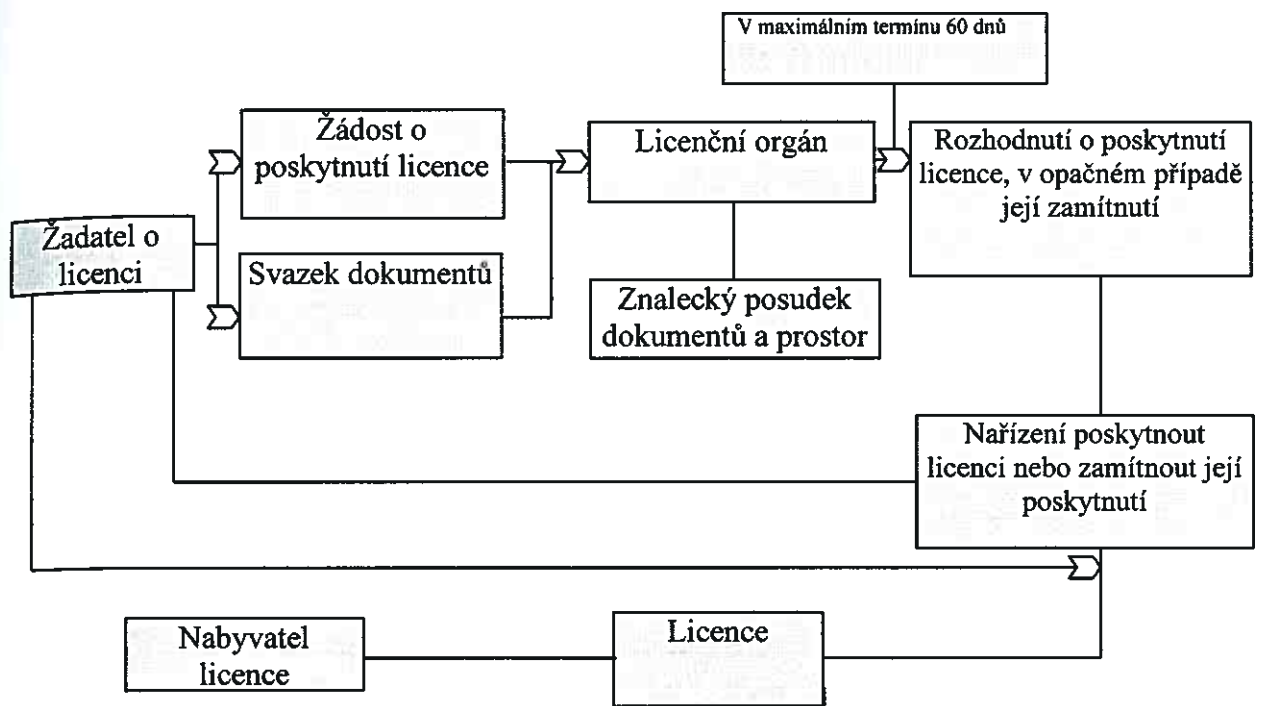 V maximálním termínu 60 dnů
Žádost o
poskytnutí licence
Licenční orgán
Rozhodnutí o poskytnutí
licence, v opačném případě
její zamítnutí
Žadatel o
licenci
Svazek dokumentů
Znalecký posudek
dokumentů a prostor
Nařízení poskytnout
licenci nebo zamítnout její
poskytnutí
Nabyvatel
licence
Licence